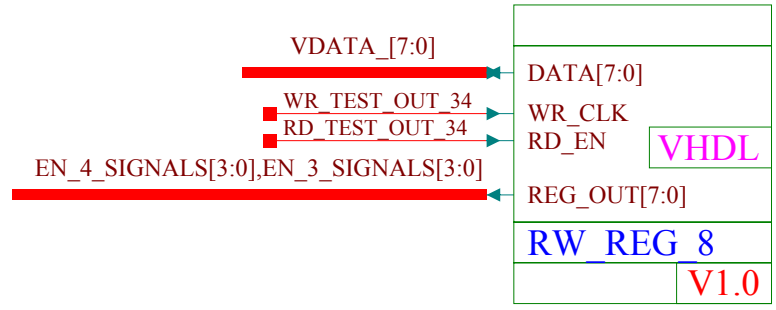 VDATA_[7:0]
DATA[7:0]
WR_TEST_OUT_34
WR_CLK
RD_TEST_OUT_34
RD_EN
VHDL
EN_4_SIGNALS[3:0],EN_3_SIGNALS[3:0]
REG_OUT[7:0]
RW_REG_8
V1.0